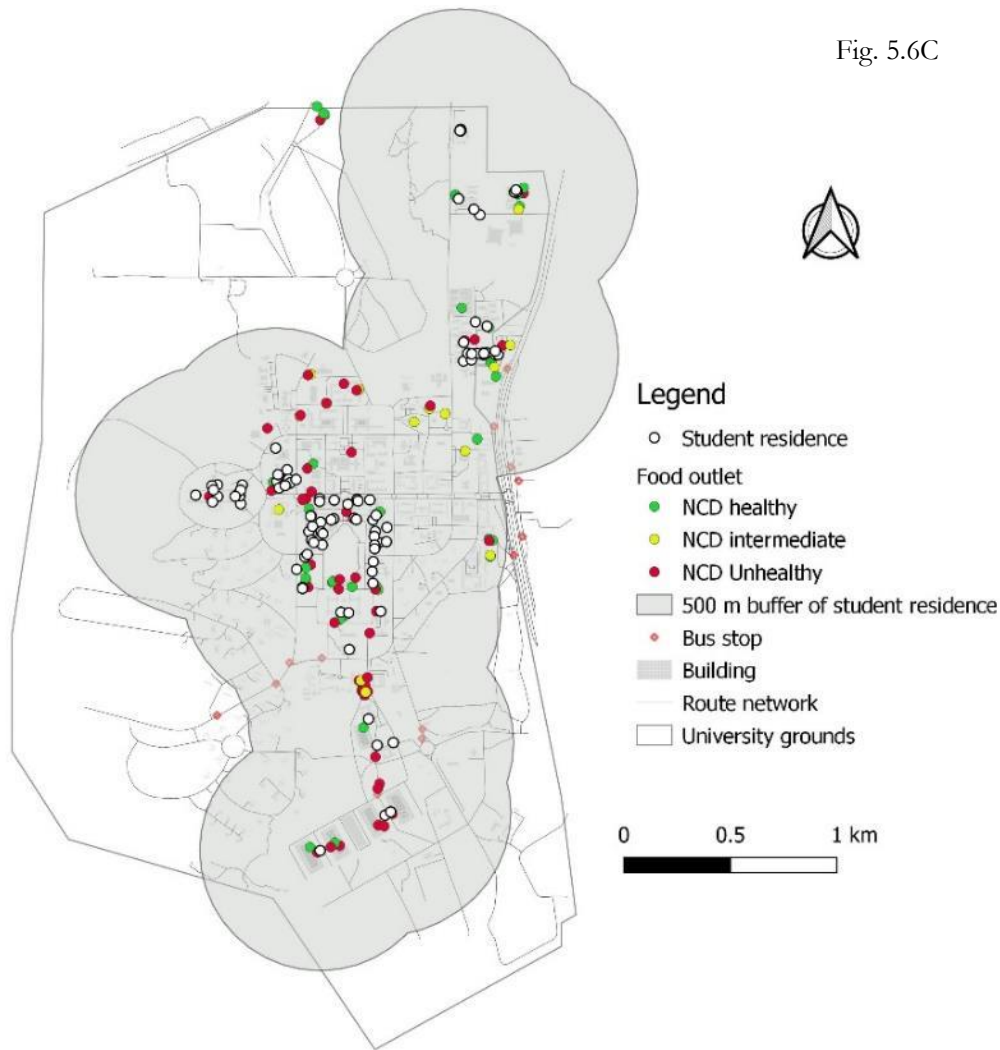 Fig. 5.6C
Legend
Student residence
Food outlet
NCD healthy
NCD intermediate
NCD Unhealthy
500 m buffer of student residence
Bus stop
Building
Route network
University grounds
0 0.5 1 km